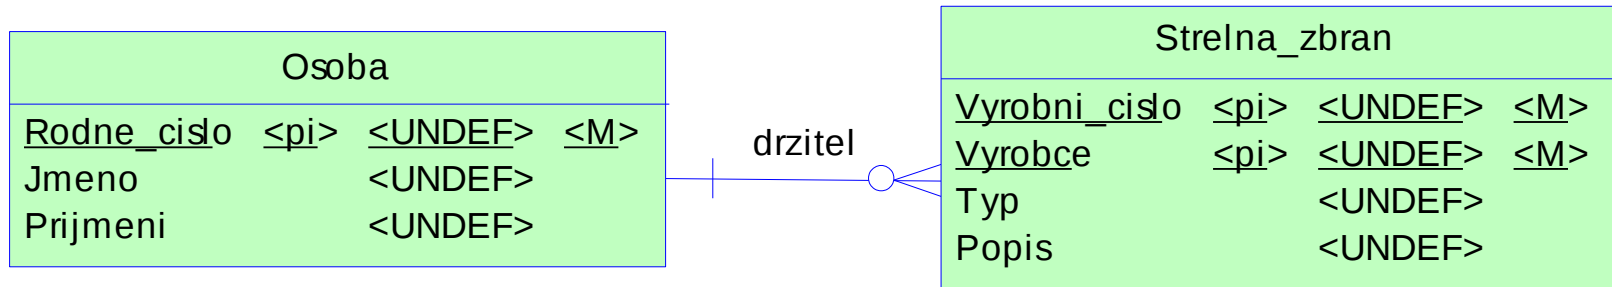 Osoba
Rodne_cislo <pi> <UNDEF> <M>
Jmeno <UNDEF>
Prijmeni <UNDEF>
drzitel
Strelna_zbran
Vyrobni_cislo <pi> <UNDEF> <M>
Vyrobce <pi> <UNDEF> <M>
Typ <UNDEF>
Popis <UNDEF>